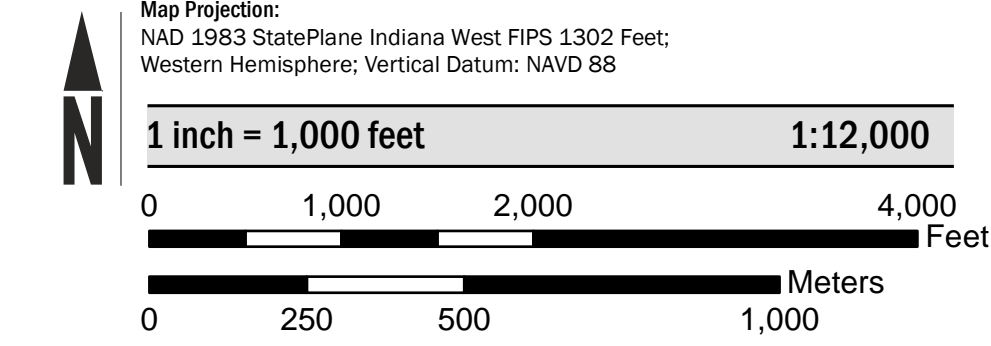 Map Projection:
NAD 1983 StatePlane Indiana West FIPS 1302 Feet;
Western Hemisphere; Vertical Datum: NAVD 88
N
1 inch = 1,000 feet 1:12,000
0 1,000 2,000 4,000
Feet
Meters
0 250 500 1,000